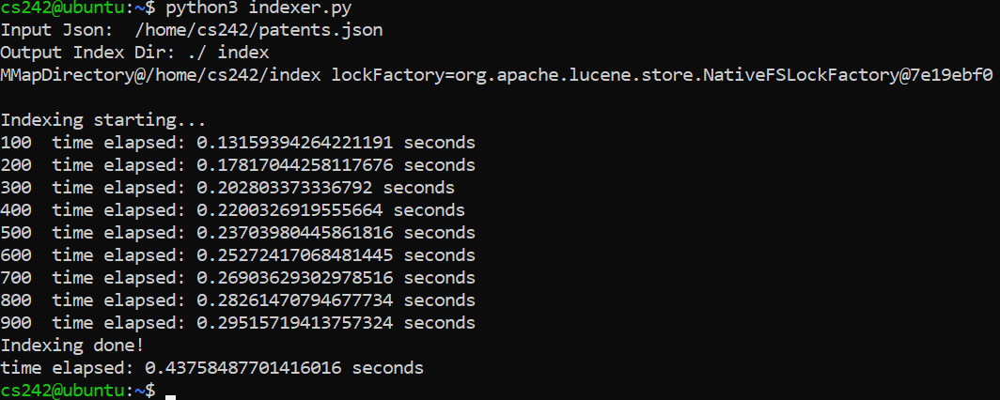 cs242@ubuntu:~$ python3 indexer.py
Input Json:  /home/cs242/patents.json
Output Index Dir: ./ index
MMapDirectory@/home/cs242/index lockFactory=org.apache.lucene.store.NativeFSLockFactory@7e19ebf0
Indexing starting...
100  time elapsed: 0.13159394264221191 seconds
200  time elapsed: 0.17817044258117676 seconds
300  time elapsed: 0.202803373336792 seconds
400  time elapsed: 0.2200326919555664 seconds
500  time elapsed: 0.23703980445861816 seconds
600  time elapsed: 0.25272417068481445 seconds
700  time elapsed: 0.26903629302978516 seconds
800  time elapsed: 0.28261470794677734 seconds
900  time elapsed: 0.29515719413757324 seconds
Indexing done!
time elapsed: 0.43758487701416016 seconds
cs242@ubuntu:~$